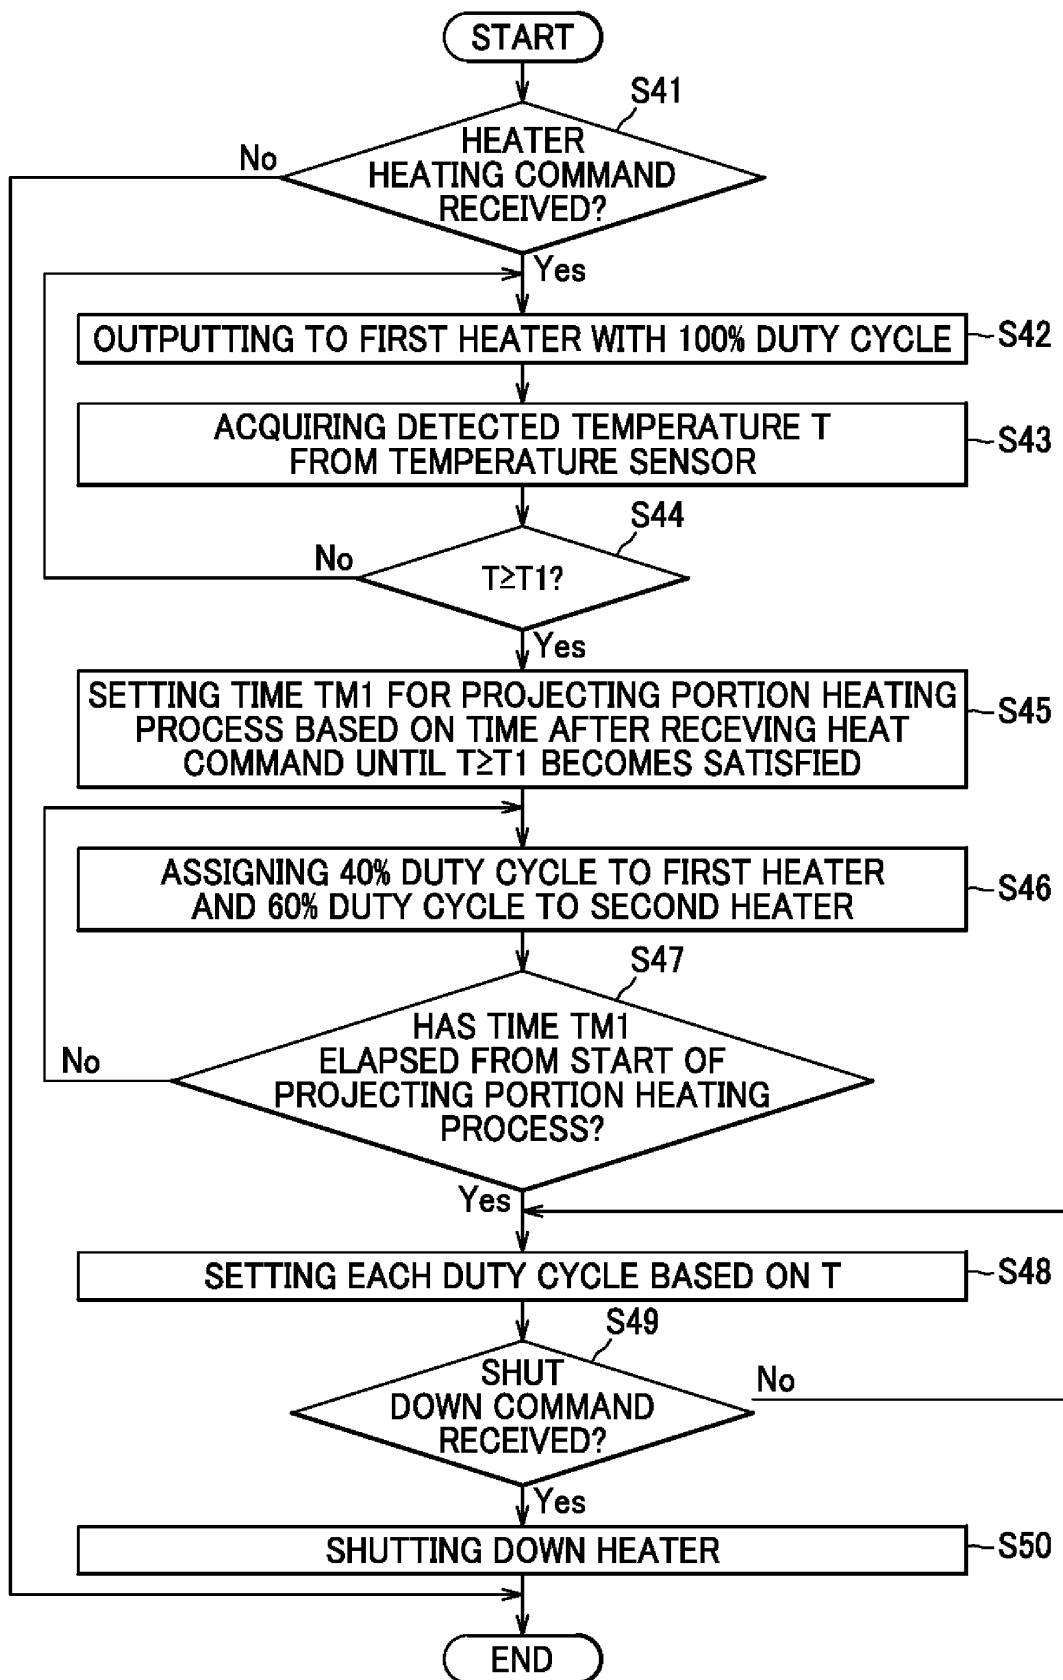 START
S41
HEATER
HEATING COMMAND
RECEIVED?
No
Yes
OUTPUTTING TO FIRST HEATER WITH 100% DUTY CYCLE
S42
ACQUIRING DETECTED TEMPERATURE T
FROM TEMPERATURE SENSOR
S43
S44
No
T≥T1?
Yes
SETTING TIME TM1 FOR PROJECTING PORTION HEATING
PROCESS BASED ON TIME AFTER RECEVING HEAT
COMMAND UNTIL T≥T1 BECOMES SATISFIED
S45
ASSIGNING 40% DUTY CYCLE TO FIRST HEATER
AND 60% DUTY CYCLE TO SECOND HEATER
S46
S47
HAS TIME TM1
ELAPSED FROM START OF
PROJECTING PORTION HEATING
PROCESS?
No
Yes
SETTING EACH DUTY CYCLE BASED ON T
S48
S49
SHUT
DOWN COMMAND
RECEIVED?
No
Yes
SHUTTING DOWN HEATER
S50
END